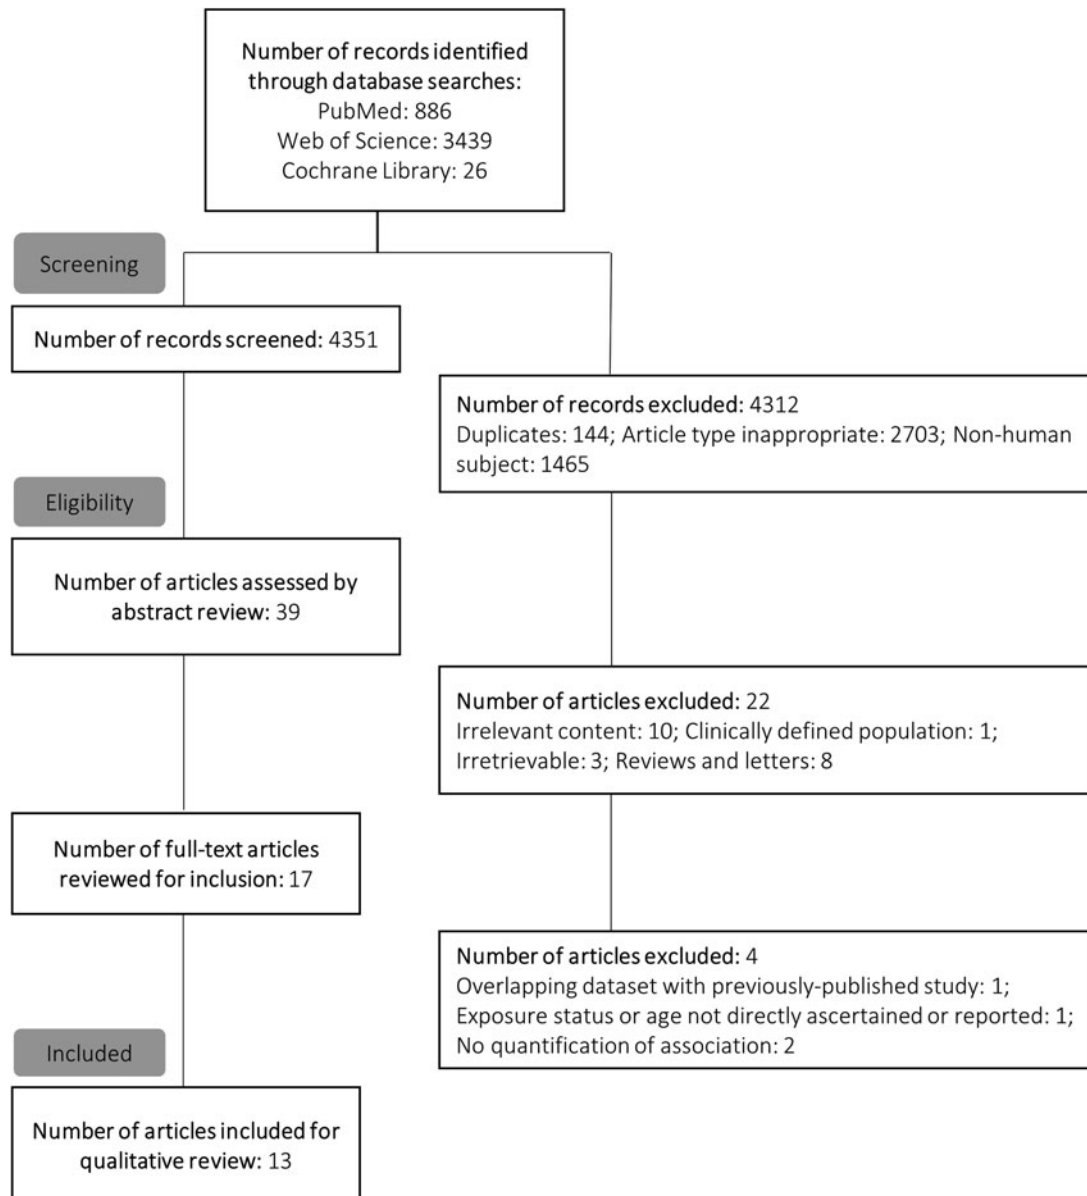 Number of records identified
through database searches:
PubMed: 886
Web of Science: 3439
Cochrane Library: 26
Screening
Number of records screened: 4351
Number of records excluded: 4312
Duplicates: 144; Article type inappropriate: 2703; Non-human
subject: 1465
Eligibility
Number of articles assessed by
abstract review: 39
Number of articles excluded: 22
Irrelevant content: 10; Clinically defined population: 1;
Irretrievable: 3; Reviews and letters: 8
Number of full-text articles
reviewed for inclusion: 17
Number of articles excluded: 4
Overlapping dataset with previously-published study: 1;
Exposure status or age not directly ascertained or reported: 1;
No quantification of association: 2
Included
Number of articles included for
qualitative review: 13